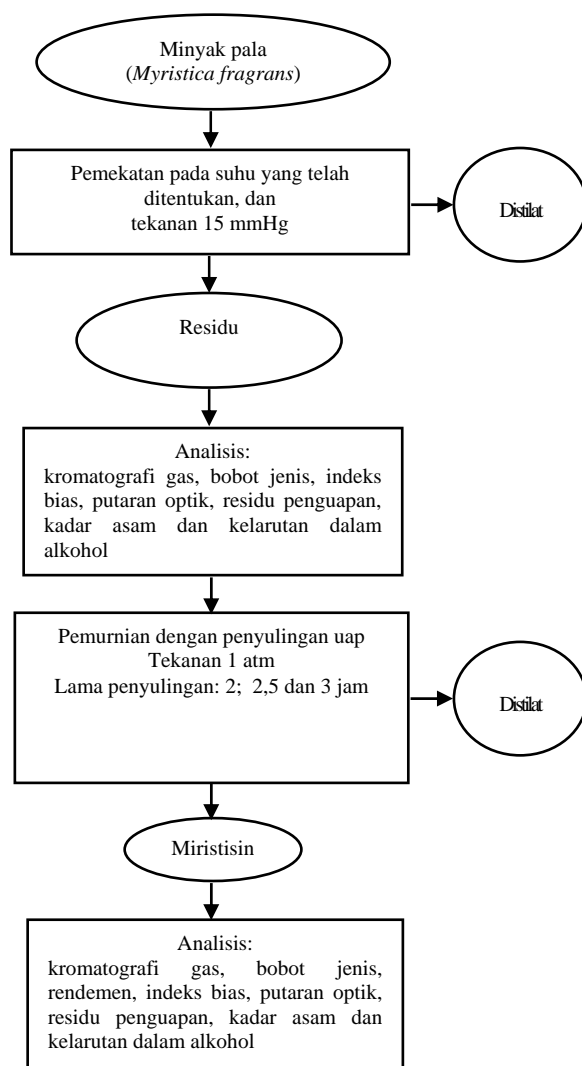 Minyak pala
(Myristica fragrans)
Pemekatan pada suhu yang telah
ditentukan, dan
tekanan 15 mmHg
Distilat
Residu
Analisis:
kromatografi gas, bobot jenis, indeks
bias, putaran optik, residu penguapan,
kadar asam dan kelarutan dalam
alkohol
Pemurnian dengan penyulingan uap
Tekanan 1 atm
Lama penyulingan: 2; 2,5 dan 3 jam
Distilat
Miristisin
Analisis:
kromatografi gas, bobot jenis,
rendemen, indeks bias, putaran optik,
residu penguapan, kadar asam dan
kelarutan dalam alkohol